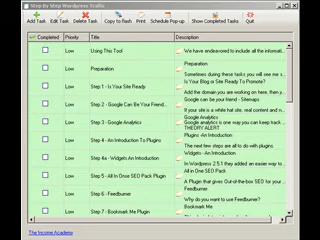 Step By Step Wordpress Traffic
Add Task Edit Task Delete Task Copy to Flash Print Schedule Pop-up Show Completed Tasks Quit
Completed Priority Title Description
Low Using This Tool We have endeavoured to include all the informati
Low Preparation Preparation
Sometimes during these tasks you will see s
Low Step 1 - Is Your Site Ready Is Your Blog or Site Ready To Promote?
Add the domain you are working on here, then y
Low Step 2 - Google Can Be Your Friend... Google can be your friend - Sitemaps
If your site is a white hat site, real content and
Low Step 3 - Google Analytics Google Analytics
Google analytics is one way you can keep track
THEORY ALERT
Low Step 4 - An Introduction To Plugins Plugins -An Introduction
The next few steps are all to do with plugins
Low Step 4a - Widgets An Introduction Widgets -An Introduction
In Wordpress 2.5.1 they added an easier way to
Low Step 5 - All In Onse SEO Pack Plugin All in One SEO Pack
A Plugin that gives Out-of-the-box SEO for your
Low Step 6 - Feedburner Feedburner
Why do you want to use Feedburner?
Low Step 7 - Bookmark Me Plugin Bookmark Me
The Income Academy